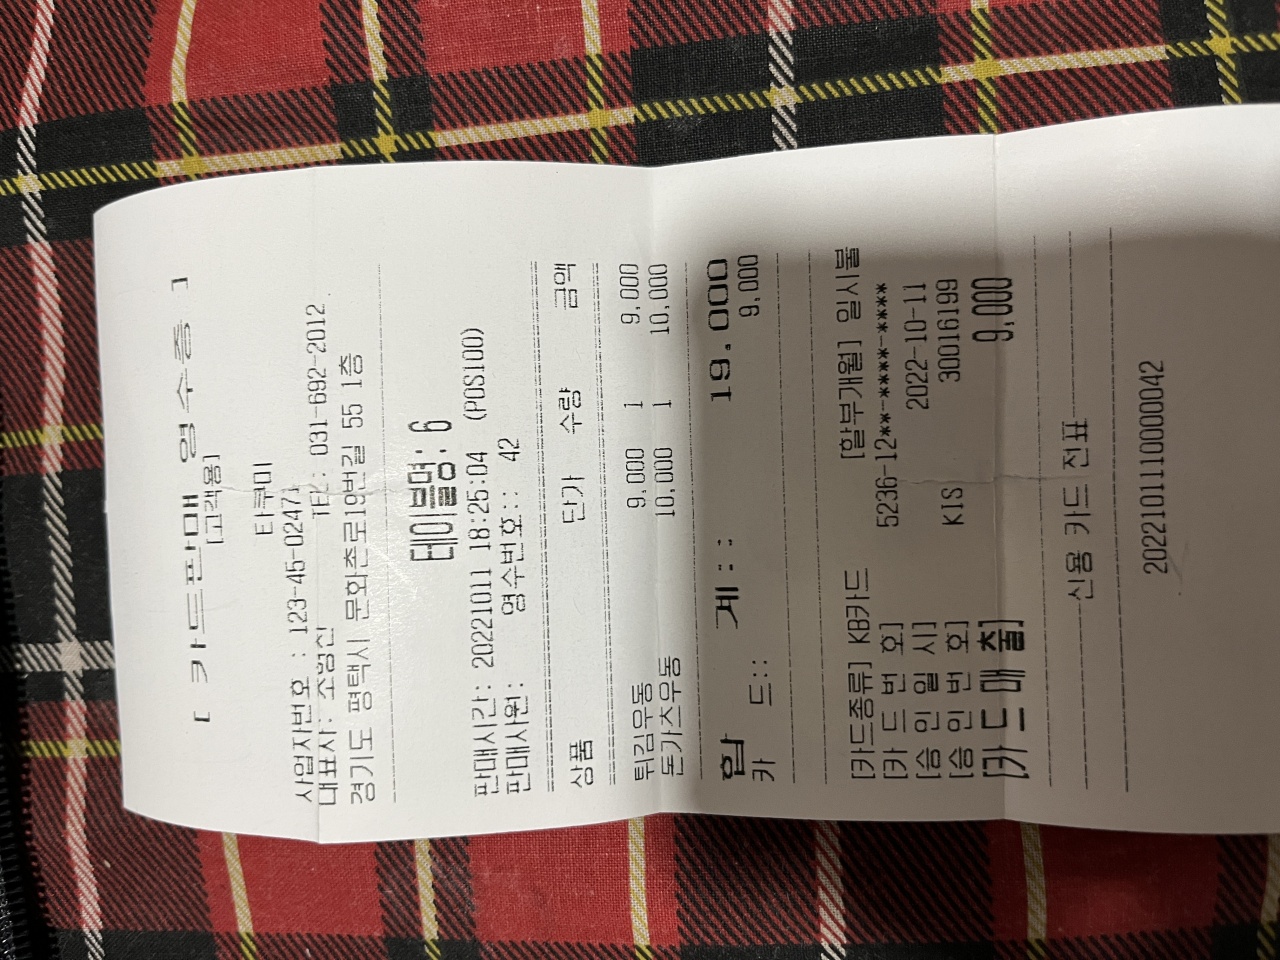 [ 카드판매 영수증 ]
[고객용]
타쿠미
사업자번호 : 123-45-02471
대표자: 조영신 TEL: 031-692-2012
경기도 평택시 문화촌로19번길 55 1층
테이블명: 6
판매시간: 20221011 18:25:04 (POS100)
판매사원: 영수번호:: 42
상품 단가 수량 금액
튀김우동 9,000 1 9,000
돈가츠우동 10,000 1 10,000
합 계:: 19,000
카 드:: 9,000
[카드종류] KB카드 [할부개월] 일시불
[카 드 번 호] 5236-12**-****-****
[승 인 일 시] 2022-10-11
[승 인 번 호] KIS 30016199
[카 드 매 출] 9,000
신용 카드 전표
20221011110000042